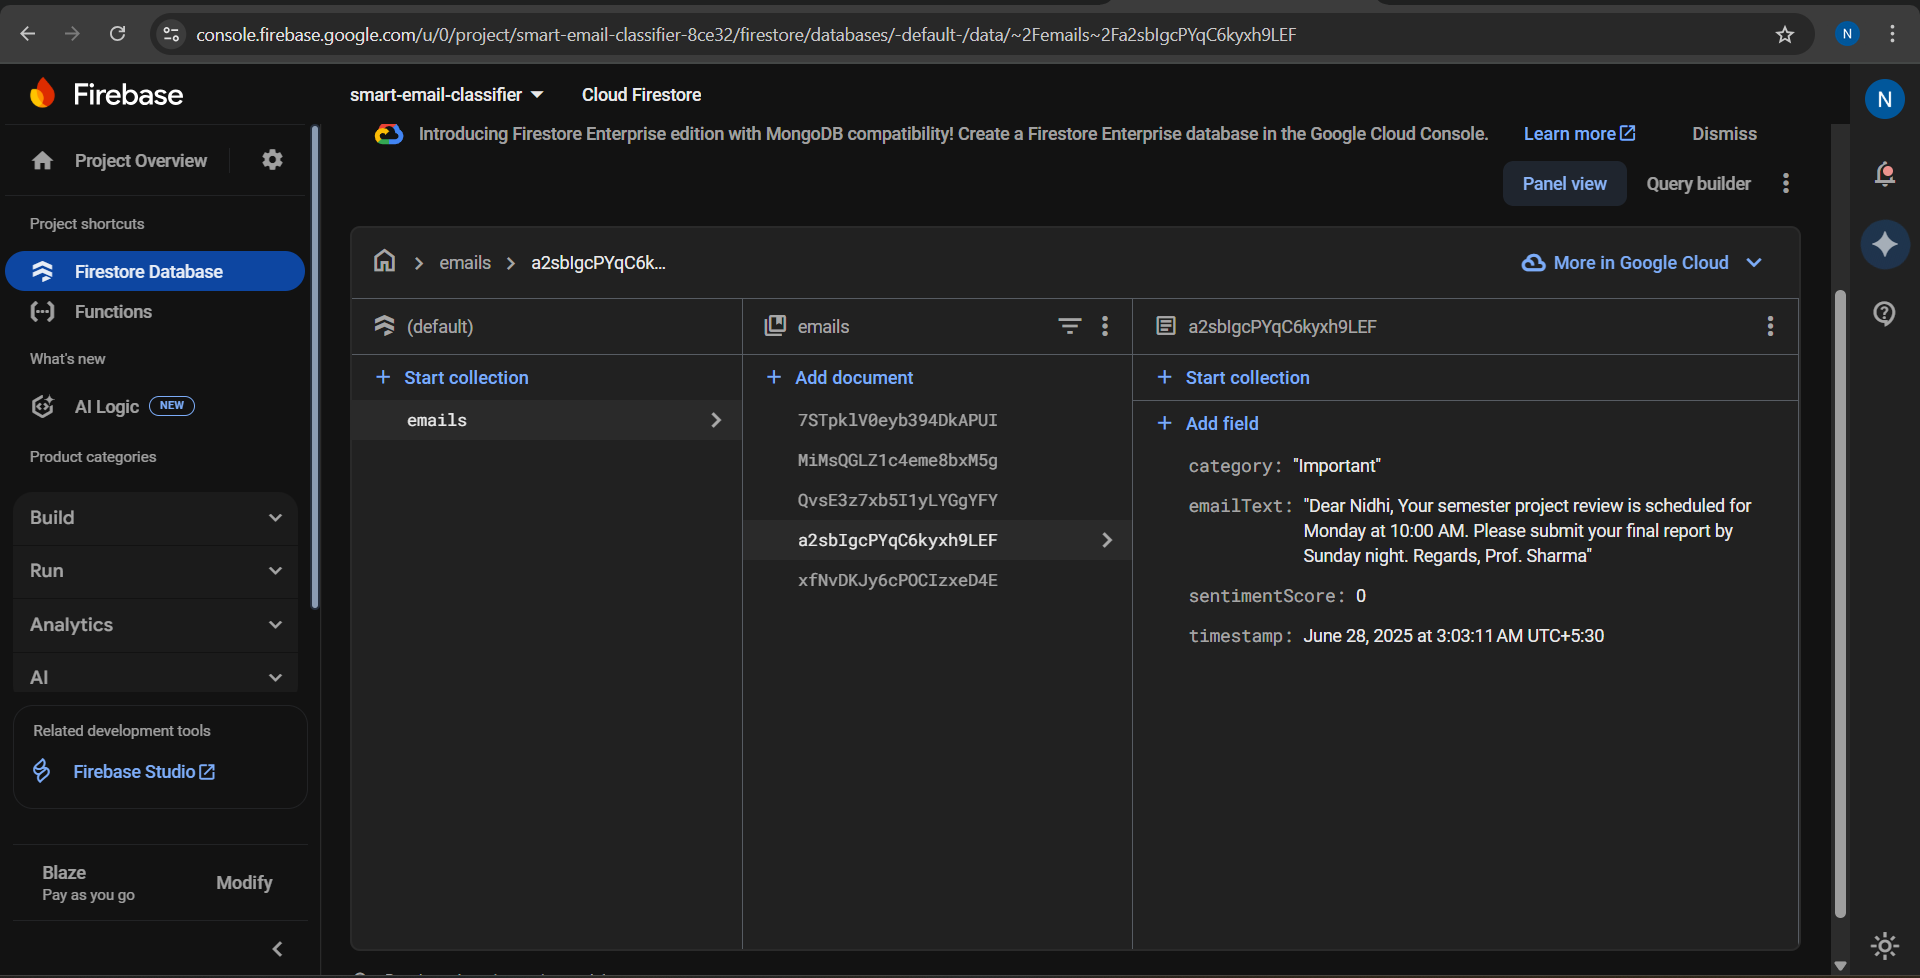 console.firebase.google.com/u/0/project/smart-email-classifier-8ce32/firestore/databases/-default-/data/~2Femails~2Fa2sbIgcPYqC6kyxh9LEF
N
Firebase
smart-email-classifier
Cloud Firestore
N
Introducing Firestore Enterprise edition with MongoDB compatibility! Create a Firestore Enterprise database in the Google Cloud Console.
Learn more
Dismiss
Project Overview
Panel view
Query builder
Project shortcuts
Firestore Database
Functions
What's new
AI Logic
NEW
Product categories
Build
Run
Analytics
AI
Related development tools
Firebase Studio
Blaze
Pay as you go
Modify
emails
a2sbIgcPYqC6k...
More in Google Cloud
(default)
Start collection
emails
emails
Add document
7STpklV0eyb394DkAPUI
MiMsQGLZ1c4eme8bxM5g
QvsE3z7xb5I1yLYGgYFY
a2sbIgcPYqC6kyxh9LEF
xfNvDKJy6cPOCIzxeD4E
a2sbIgcPYqC6kyxh9LEF
Start collection
Add field
category: "Important"
emailText: "Dear Nidhi, Your semester project review is scheduled for
Monday at 10:00 AM. Please submit your final report by
Sunday night. Regards, Prof. Sharma"
sentimentScore: 0
timestamp: June 28, 2025 at 3:03:11 AM UTC+5:30